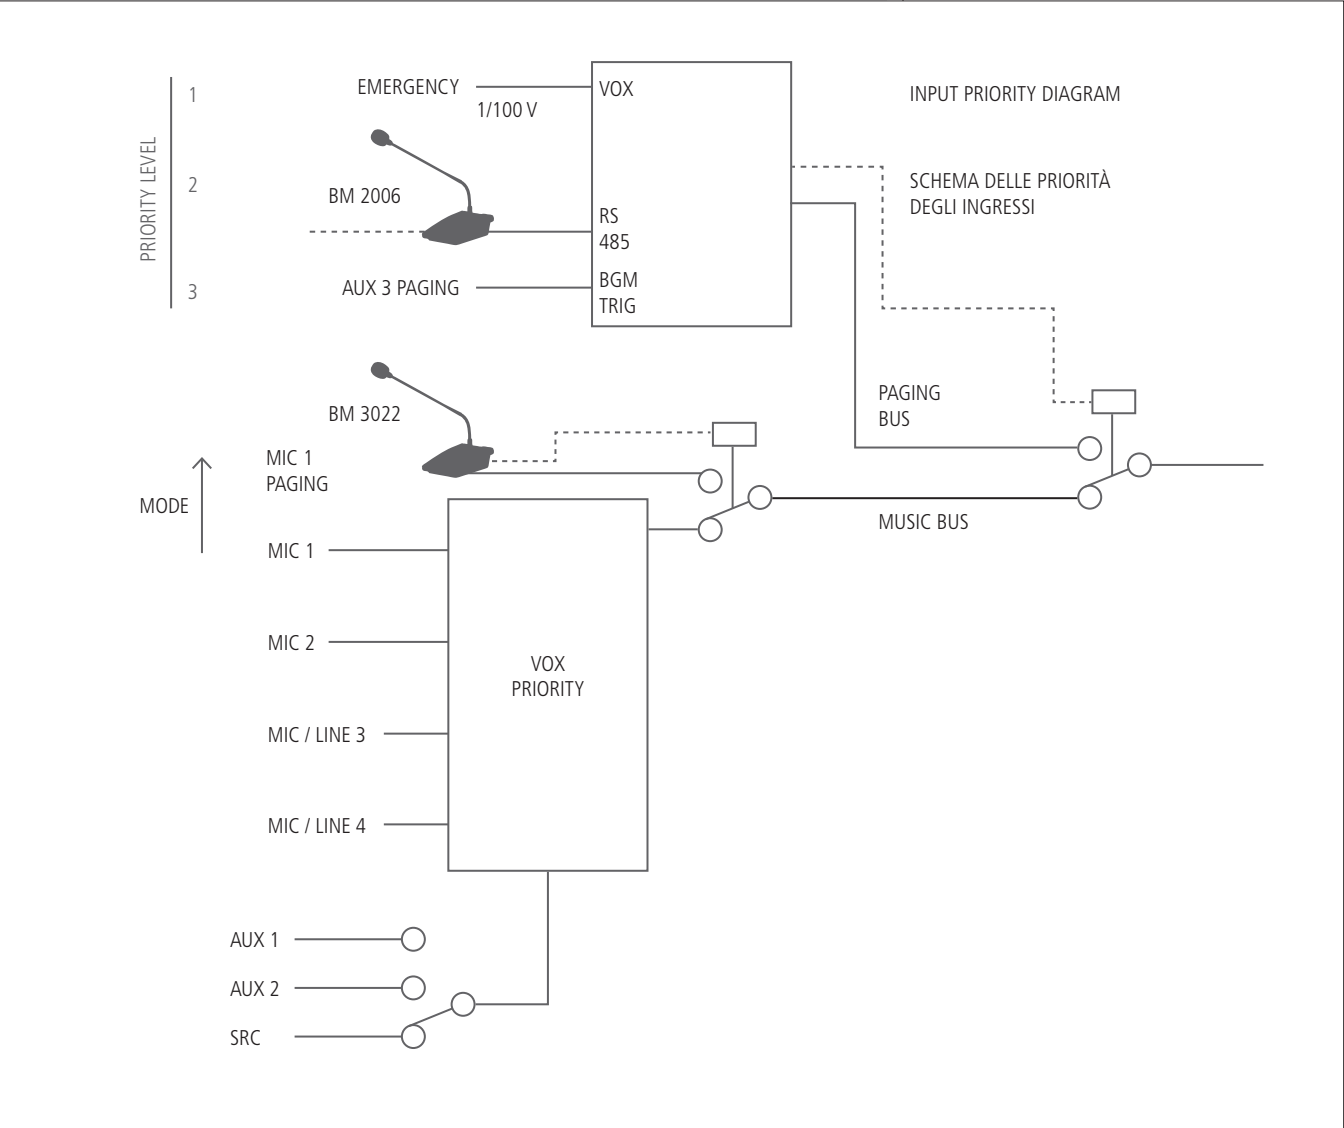 INPUT PRIORITY DIAGRAM
SCHEMA DELLE PRIORITÀ
DEGLI INGRESSI
PRIORITY LEVEL
1
2
3
EMERGENCY
1/100 V
VOX
BM 2006
RS
485
AUX 3 PAGING
BGM
TRIG
BM 3022
MIC 1
PAGING
MODE
PAGING
BUS
MUSIC BUS
MIC 1
MIC 2
MIC / LINE 3
MIC / LINE 4
VOX
PRIORITY
AUX 1
AUX 2
SRC